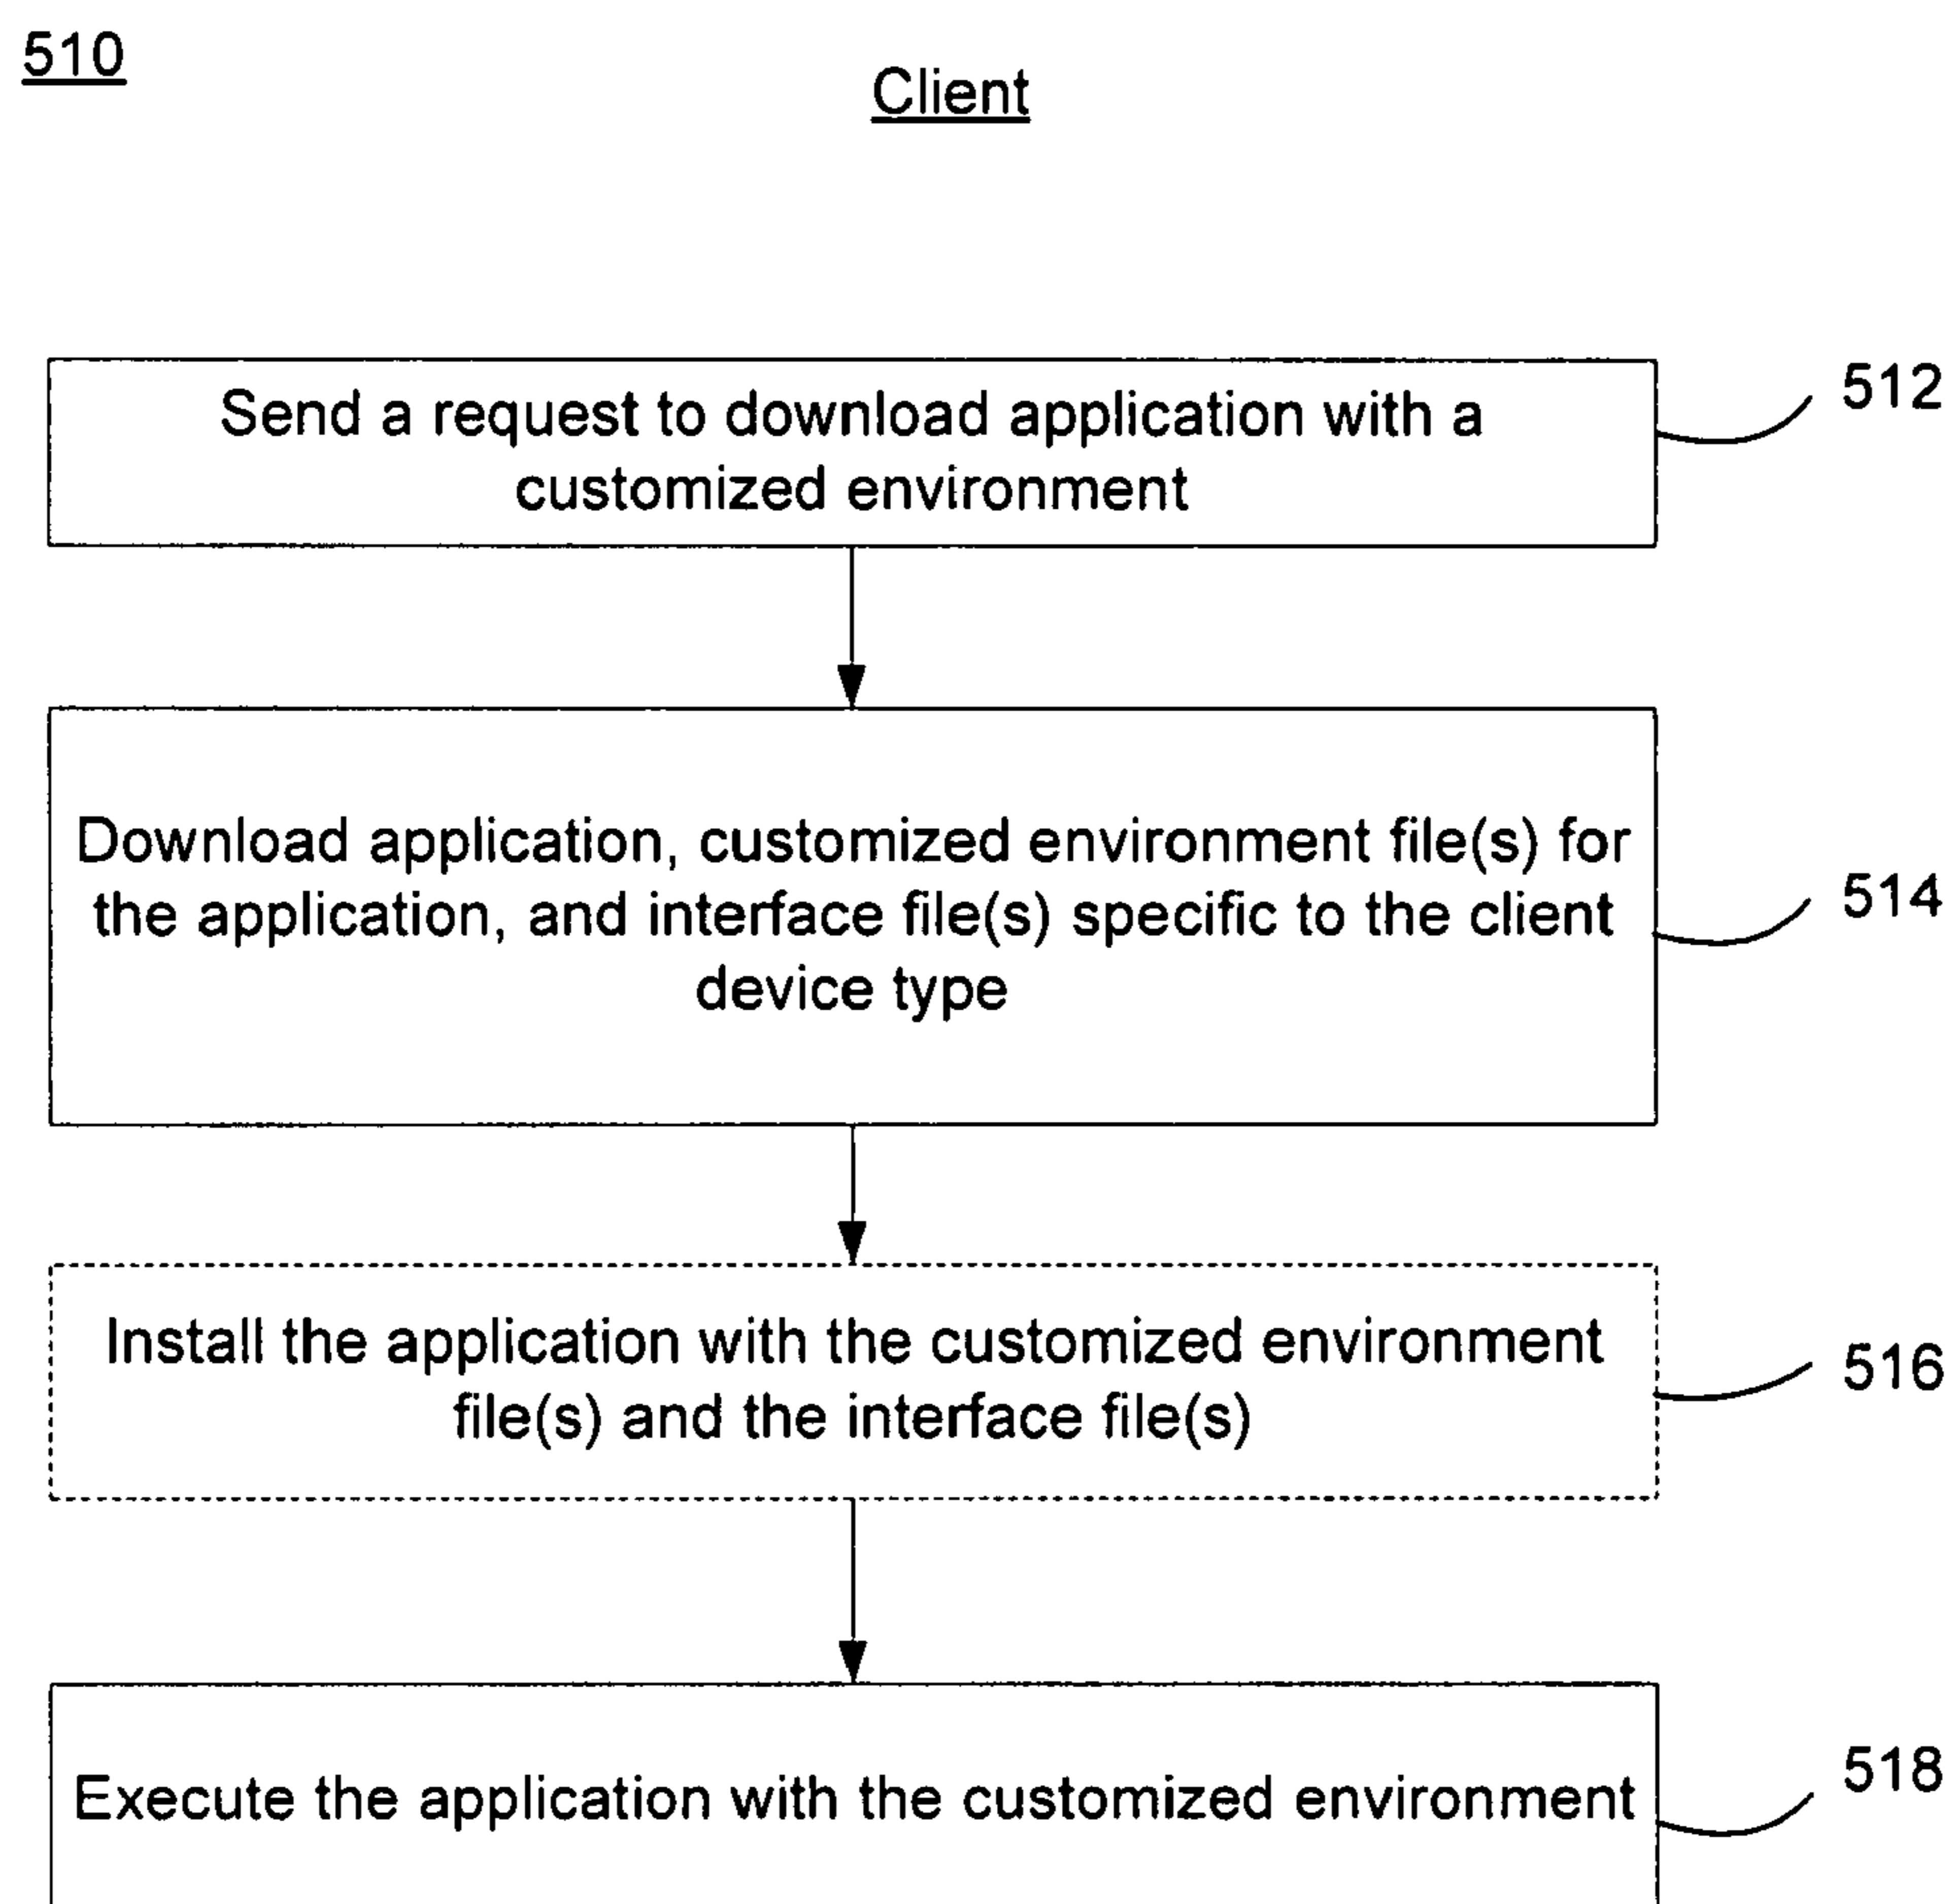 510
Client
Send a request to download application with a
customized environment
512
Download application, customized environment file(s) for
the application, and interface file(s) specific to the client
device type
514
Install the application with the customized environment
file(s) and the interface file(s)
516
Execute the application with the customized environment
518